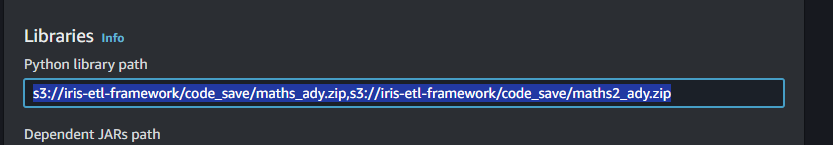 Libraries Info
Python library path
s3://iris-etl-framework/code_save/maths_ady.zip,s3://iris-etl-framework/code_save/maths2_ady.zip
Dependent JARs path